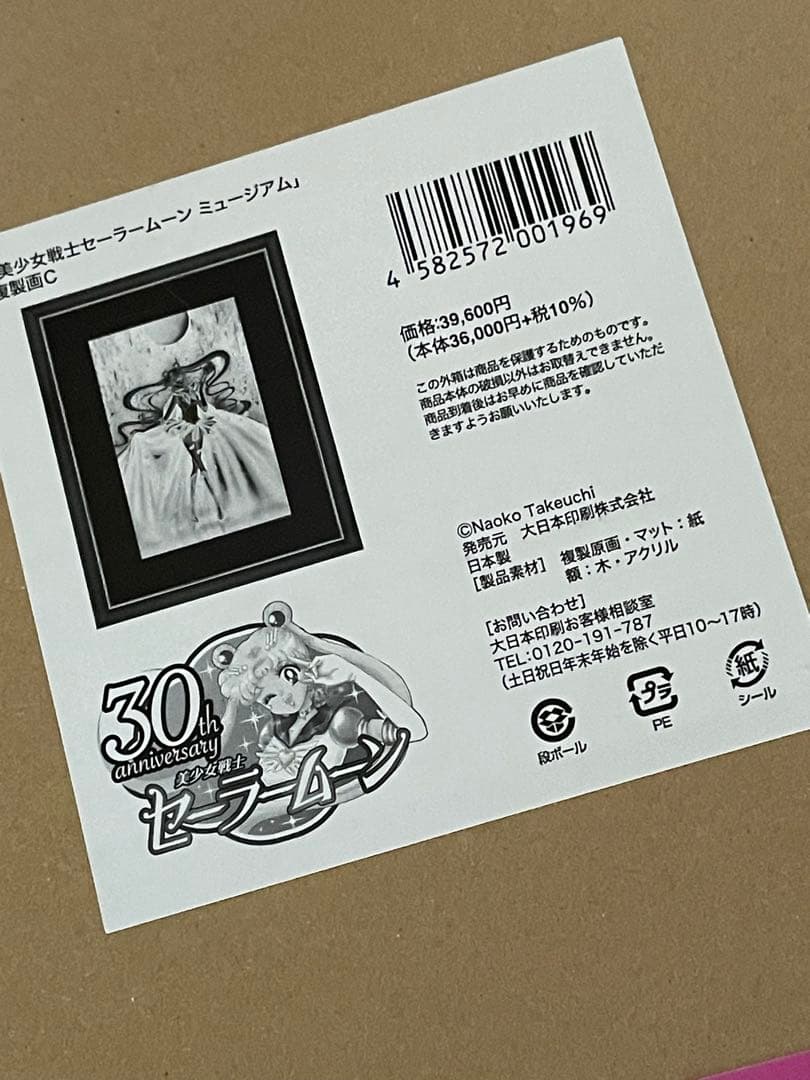 美少女戦士セーラームーン ミュージアム」
複製画C
4 582572 001969
価格:39,600円
(本体36,000円+税10%)
この外箱は商品を保護するためのものです。
商品本体の破損以外はお取替えできません。
商品到着後はお早めに商品を確認していただ
きますようお願いいたします。
©Naoko Takeuchi
発売元 大日本印刷株式会社
日本製
[製品素材] 複製原画・マット：紙
額：木・アクリル
[お問い合わせ]
大日本印刷お客様相談室
TEL:0120-191-787
(土日祝日年末年始を除く平日10〜17時)
段ボール
プラ
PE
紙
シール
30th
anniversary
美少女戦士
セーラームーン